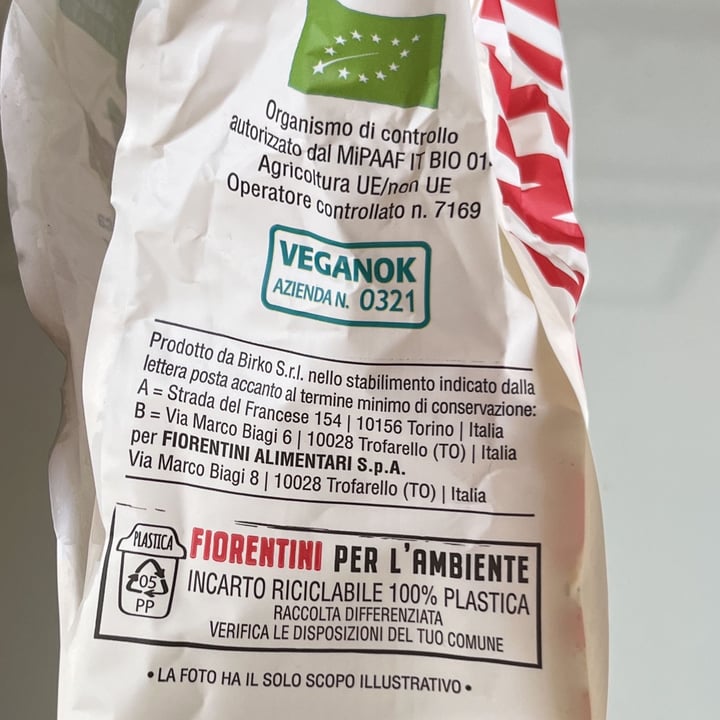 Organismo di controllo
autorizzato dal MiPAAF IT BIO 01
Agricoltura UE/non UE
Operatore controllato n. 7169
VEGANOK
AZIENDA N. 0321
Prodotto da Birko S.r.l. nello stabilimento indicato dalla
lettera posta accanto al termine minimo di conservazione:
A = Strada del Francese 154 | 10156 Torino | Italia
B = Via Marco Biagi 6 | 10028 Trofarello (TO) | Italia
per FIORENTINI ALIMENTARI S.p.A.
Via Marco Biagi 8 | 10028 Trofarello (TO) | Italia
PLASTICA
05
PP
FIORENTINI PER L'AMBIENTE
INCARTO RICICLABILE 100% PLASTICA
RACCOLTA DIFFERENZIATA
VERIFICA LE DISPOSIZIONI DEL TUO COMUNE
• LA FOTO HA IL SOLO SCOPO ILLUSTRATIVO •